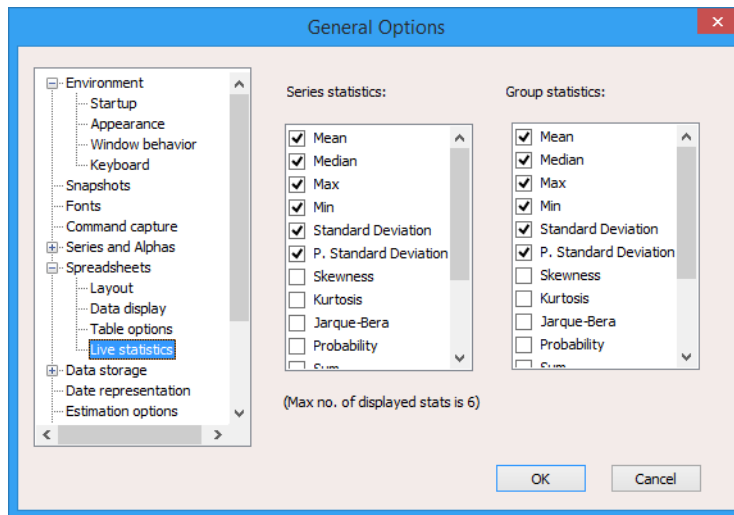 General Options
Environment
Startup
Appearance
Window behavior
Keyboard
Snapshots
Fonts
Command capture
Series and Alphas
Spreadsheets
Layout
Data display
Table options
Live statistics
Data storage
Date representation
Estimation options
Series statistics:
Mean
Median
Max
Min
Standard Deviation
P. Standard Deviation
Skewness
Kurtosis
Jarque-Bera
Probability
Sum
(Max no. of displayed stats is 6)
Group statistics:
Mean
Median
Max
Min
Standard Deviation
P. Standard Deviation
Skewness
Kurtosis
Jarque-Bera
Probability
Sum
OK
Cancel